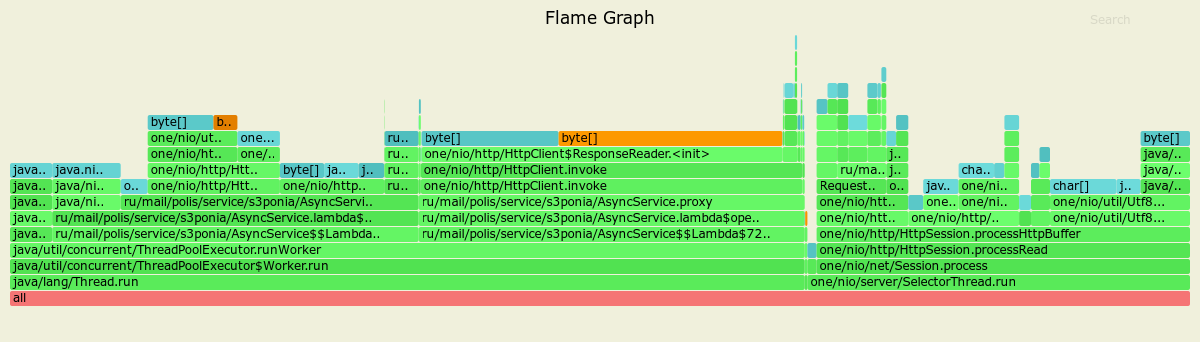 Flame Graph
Search
byte[] b.. 
one/nio/ut.. one... ru... byte[] byte[] byte[]
one/nio/ht.. one/.. ru.. one/nio/http/HttpClient$ResponseReader.<init> j.. java/..
java.. java.ni.. one/nio/http/Htt.. byte[] ja.. j.. ru.. one/nio/http/HttpClient.invoke ru/ma.. j.. cha.. java/..
java.. java/ni.. o.. one/nio/http/Htt.. one/nio/http.. ru.. one/nio/http/HttpClient.invoke Request.. o.. jav.. one/ni.. char[] j.. java/..
java.. java/ni.. ru/mail/polis/service/s3ponia/AsyncServi.. ru/mail/polis/service/s3ponia/AsyncService.proxy one/nio/htt.. one.. one/ni.. one/nio/util/Utf8...
java.. ru/mail/polis/service/s3ponia/AsyncService.lambda$.. ru/mail/polis/service/s3ponia/AsyncService.lambda$ope.. one/nio/htt.. one/nio/http/.. one/nio/util/Utf8...
java.. ru/mail/polis/service/s3ponia/AsyncService$$Lambda.. ru/mail/polis/service/s3ponia/AsyncService$$Lambda$72.. one/nio/http/HttpSession.processHttpBuffer
java/util/concurrent/ThreadPoolExecutor.runWorker one/nio/http/HttpSession.processRead
java/util/concurrent/ThreadPoolExecutor$Worker.run one/nio/net/Session.process
java/lang/Thread.run one/nio/server/SelectorThread.run
all